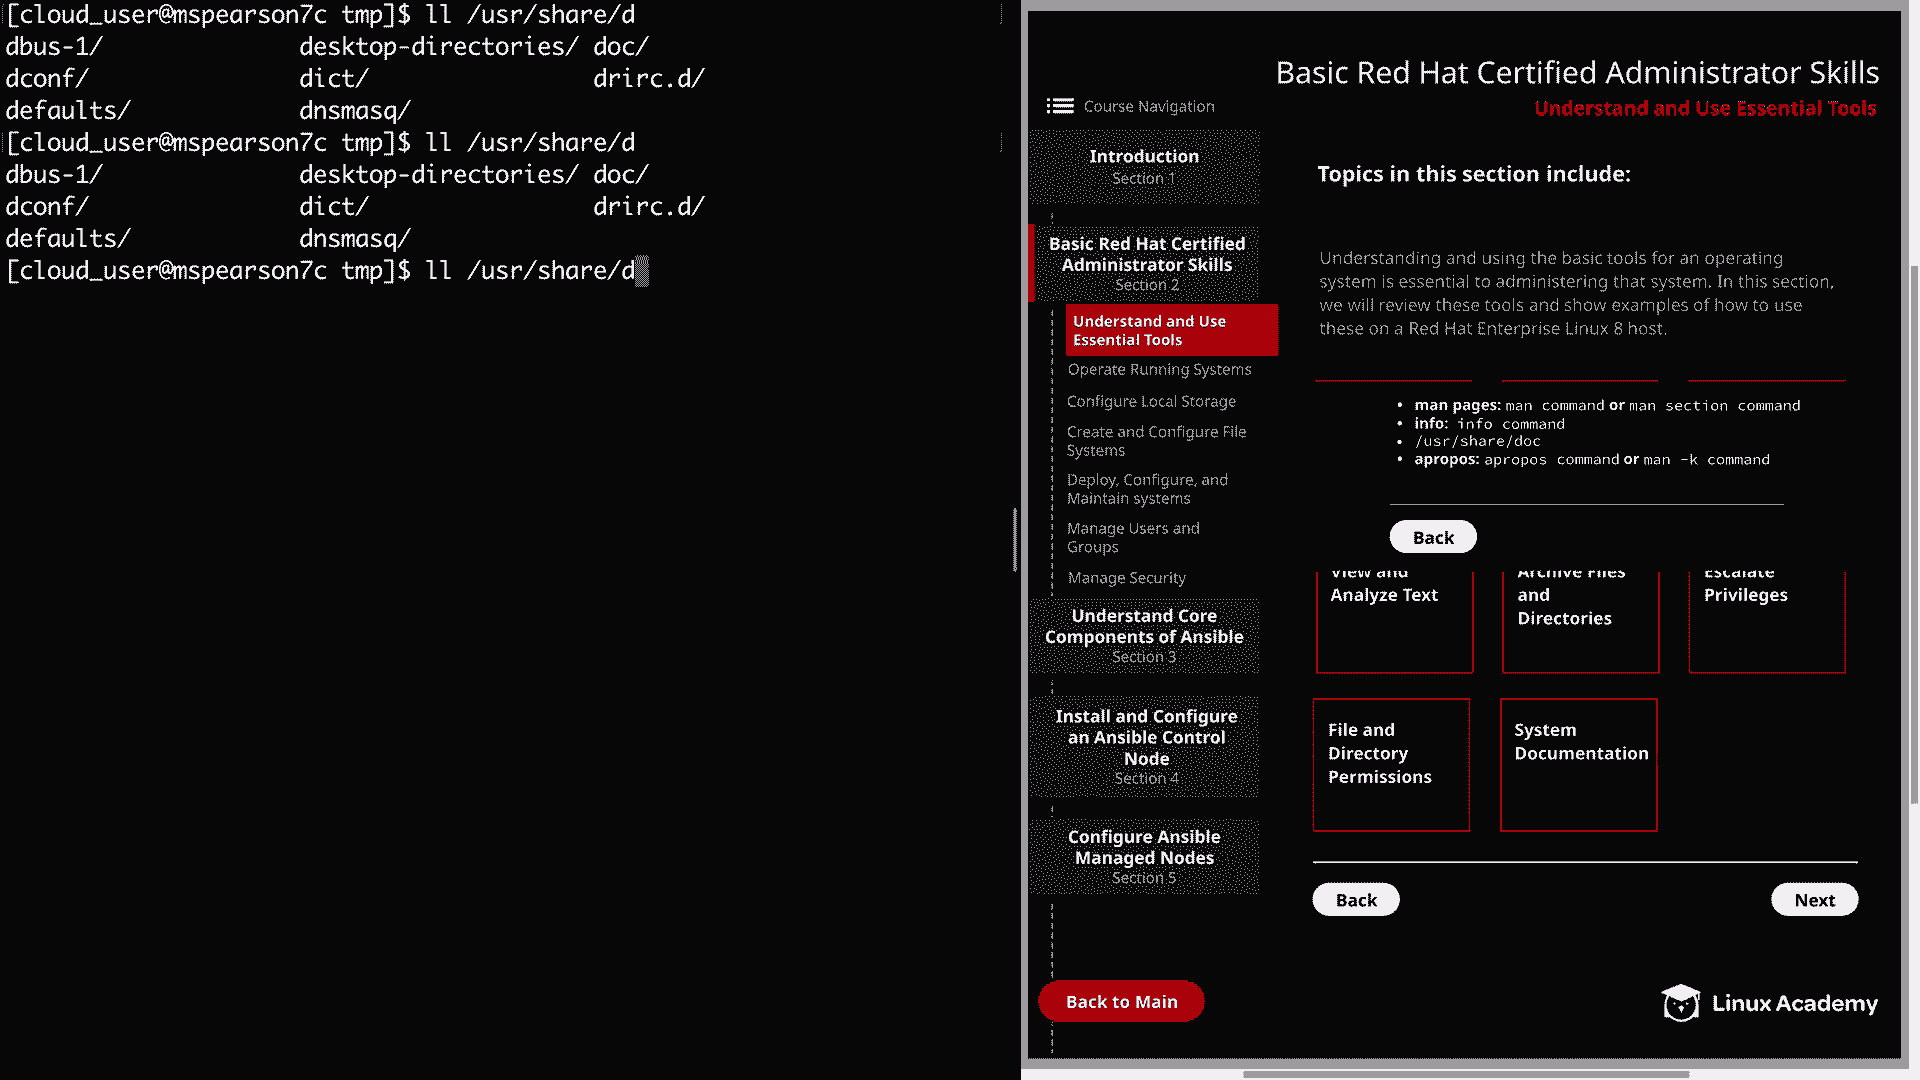 [cloud_user@mspearson7c tmp]$ ll /usr/share/d
dbus-1/ desktop-directories/ doc/
dconf/ dict/ drirc.d/
defaults/ dnsmasq/
[cloud_user@mspearson7c tmp]$ ll /usr/share/d
dbus-1/ desktop-directories/ doc/
dconf/ dict/ drirc.d/
defaults/ dnsmasq/
[cloud_user@mspearson7c tmp]$ ll /usr/share/d
Basic Red Hat Certified Administrator Skills
Understand and Use Essential Tools
Course Navigation
Introduction
Section 1
Basic Red Hat Certified
Administrator Skills
Section 2
Understand and Use
Essential Tools
Operate Running Systems
Configure Local Storage
Create and Configure File
Systems
Deploy, Configure, and
Maintain systems
Manage Users and
Groups
Manage Security
Understand Core
Components of Ansible
Section 3
Install and Configure
an Ansible Control
Node
Section 4
Configure Ansible
Managed Nodes
Section 5
Back to Main
Topics in this section include:
Understanding and using the basic tools for an operating
system is essential to administering that system. In this section,
we will review these tools and show examples of how to use
these on a Red Hat Enterprise Linux 8 host.
• man pages: man command or man section command
• info: info command
• /usr/share/doc
• apropos: apropos command or man -k command
Back
View and
Analyze Text
Archive Files
and
Directories
Escalate
Privileges
File and
Directory
Permissions
System
Documentation
Back
Next
Linux Academy